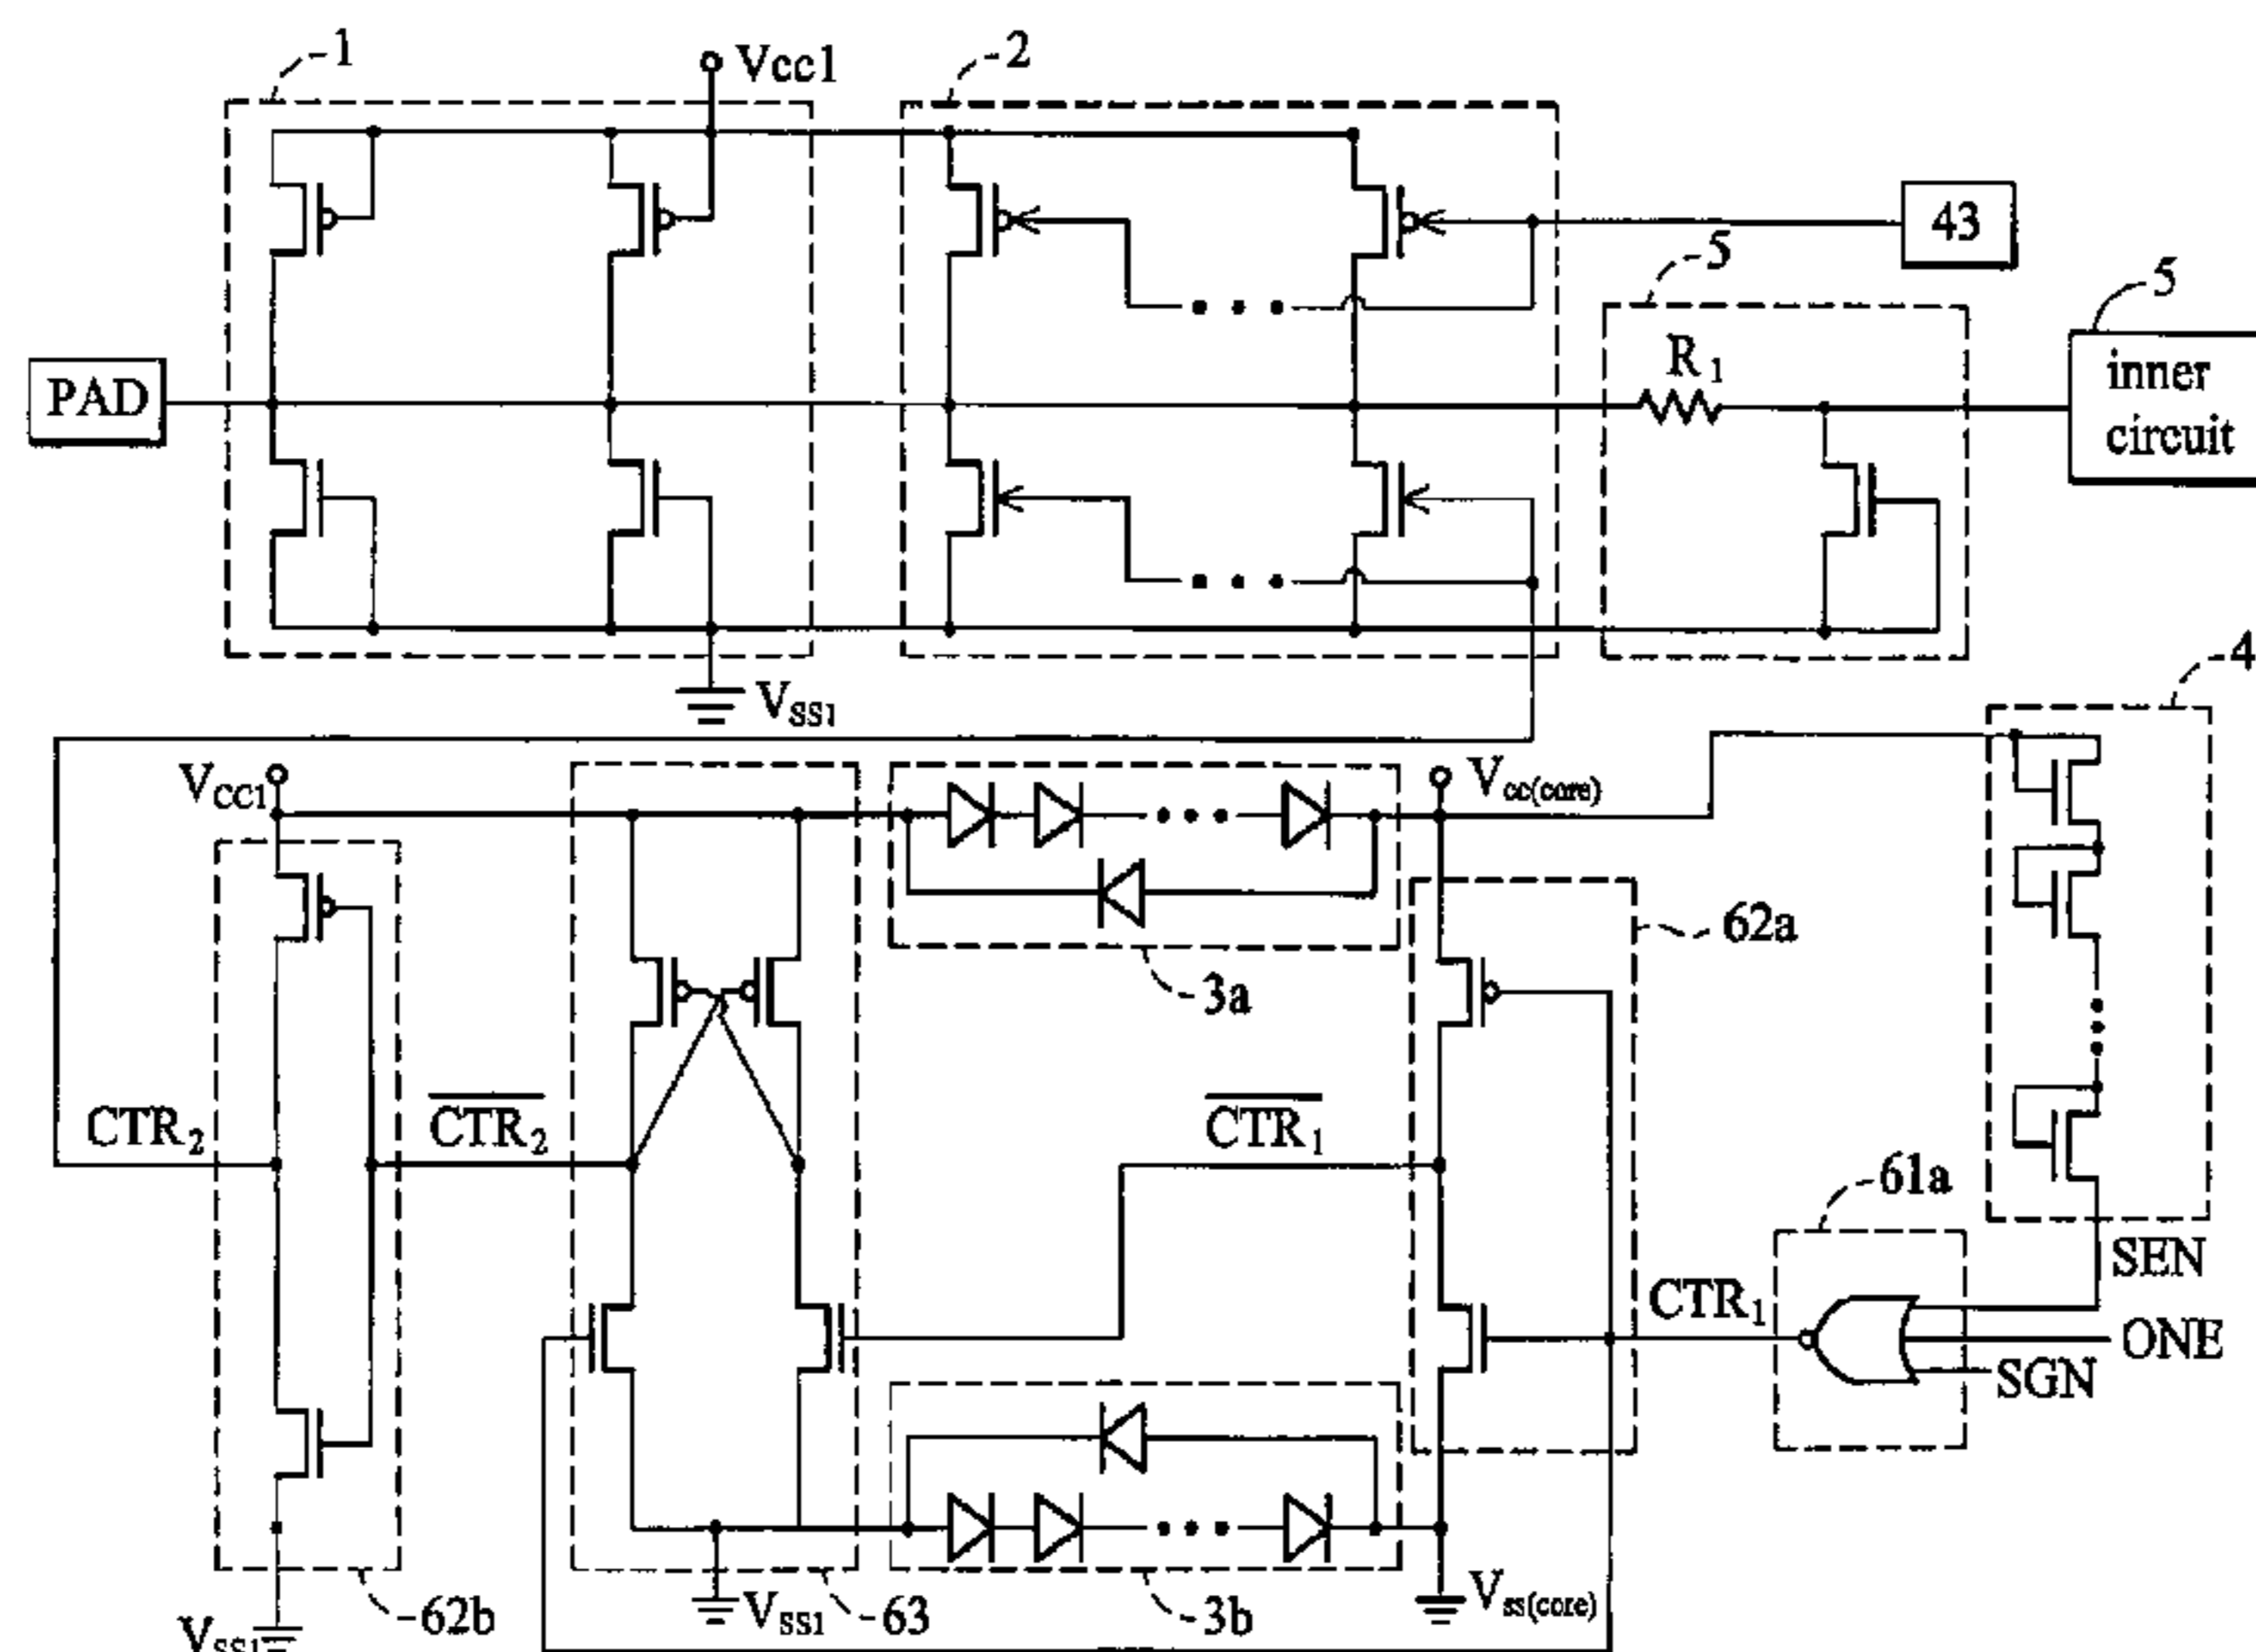 1
Vcc1
2
43
5
5
PAD
R1
inner
circuit
VSS1
4
VCC1
Vcc(core)
62a
3a
CTR2
CTR2
CTR1
61a
SEN
CTR1
ONE
SGN
VSS1
62b
VSS1
63
3b
Vss(core)